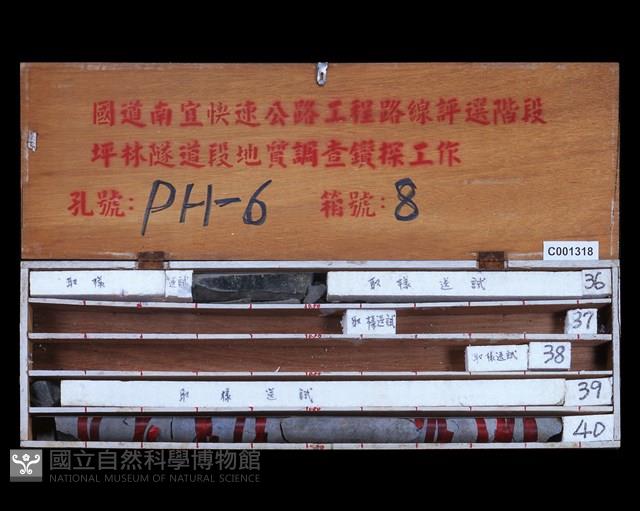 國道南宜快速公路工程路線評選階段
坪林隧道段地質調查鑽探工作
孔號: PH-6 箱號: 8
C001318
取樣 送試 取樣送試 36
取樣送試 37
取樣送試 38
取樣送試 39
40
國立自然科學博物館
NATIONAL MUSEUM OF NATURAL SCIENCE